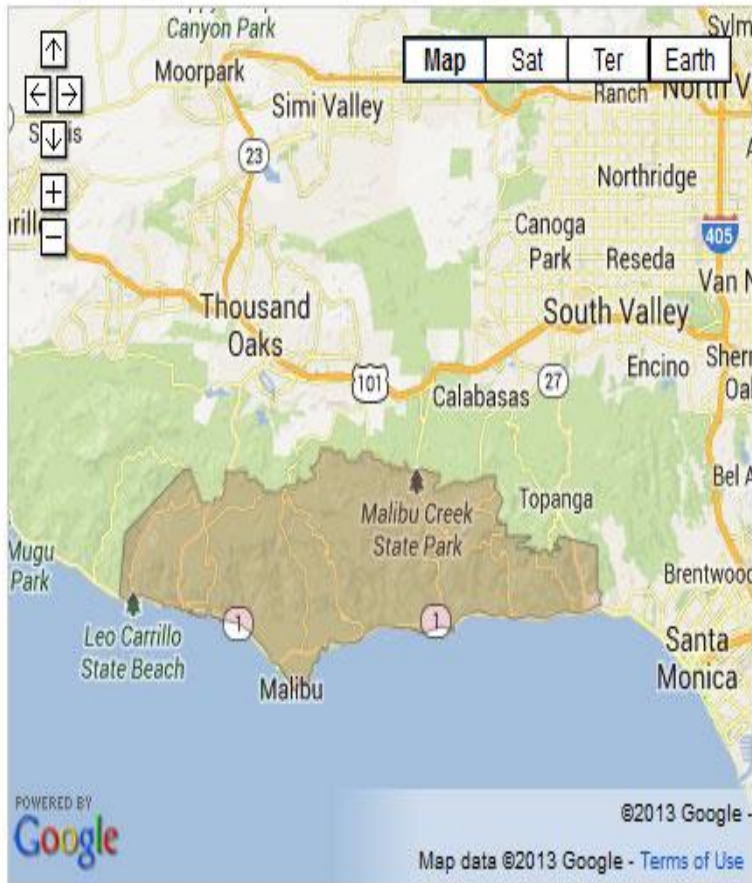 Canyon Park
Moorpark
Map
Sat
Ter
Earth
Simi Valley
Ranch
23
Northridge
Canoga
Park
Reseda
405
Thousand
Oaks
South Valley
Encino
101
27
Calabasas
Topanga
Malibu Creek
State Park
Mugu
Park
Brentwood
1
1
Leo Carrillo
State Beach
Santa
Monica
Malibu
POWERED BY
Google
©2013 Google -
Map data ©2013 Google - Terms of Use